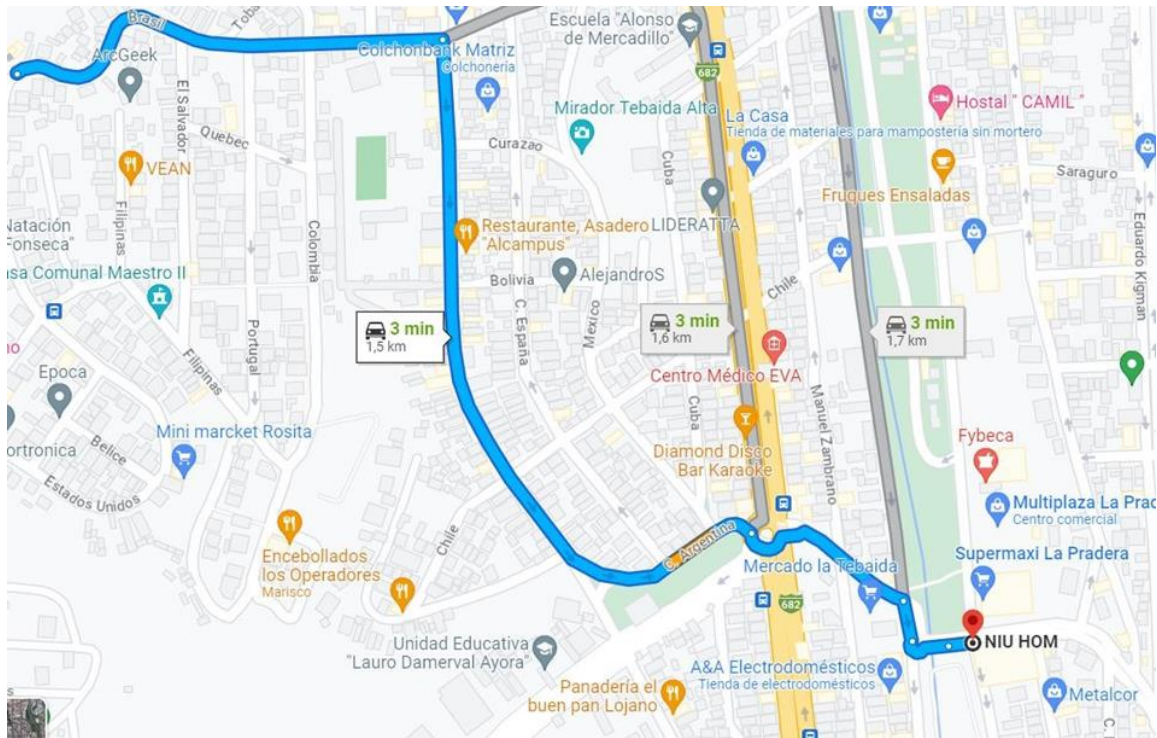 Brasil
Toba
ArcGeek
El Salvador
Colchonbank Matriz
Colchonería
Escuela "Alonso
de Mercadillo"
682
Quebec
Curazao
Mirador Tebaida Alta
Cuba
La Casa
Tienda de materiales para mampostería sin mortero
Hostal " CAMIL "
VEAN
Filipinas
Fruques Ensaladas
Saraguro
Natación
Fonseca"
Colombia
Restaurante, Asadero
"Alcampus"
LIDERATTA
Eduardo Kigman
asa Comunal Maestro II
Bolivia
AlejandroS
Chile
C. España
Mexico
Portugal
3 min
1,5 km
3 min
1,6 km
3 min
1,7 km
no
Filipinas
Epoca
Centro Médico EVA
Manuel Zambrano
Cuba
ortronica
Belice
Mini marcket Rosita
Diamond Disco
Bar Karaoke
Fybeca
Estados Unidos
Multiplaza La Prad
Centro comercial
Chile
Encebollados
los Operadores
Marisco
C. Argentina
Mercado la Tebaida
Supermaxi La Pradera
682
NIU HOM
Unidad Educativa
"Lauro Damerval Ayora"
A&A Electrodomésticos
Tienda de electrodomésticos
Panadería el
buen pan Lojano
Metalcor
C.